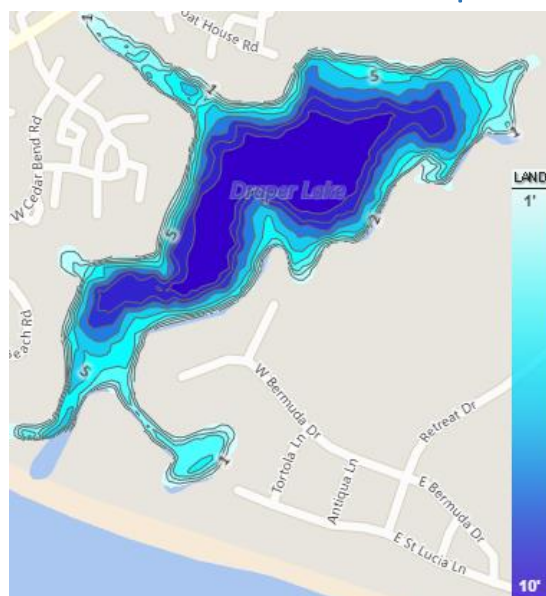 1
oat House Rd
1
5
1
LAND
1'
W Cedar Bend Rd
Draper Lake
2
5
each Rd
5
1
W Bermuda Dr
Retreat Dr
Tortola Ln
Antiqua Ln
E Bermuda Dr
E St Lucia Ln
10'